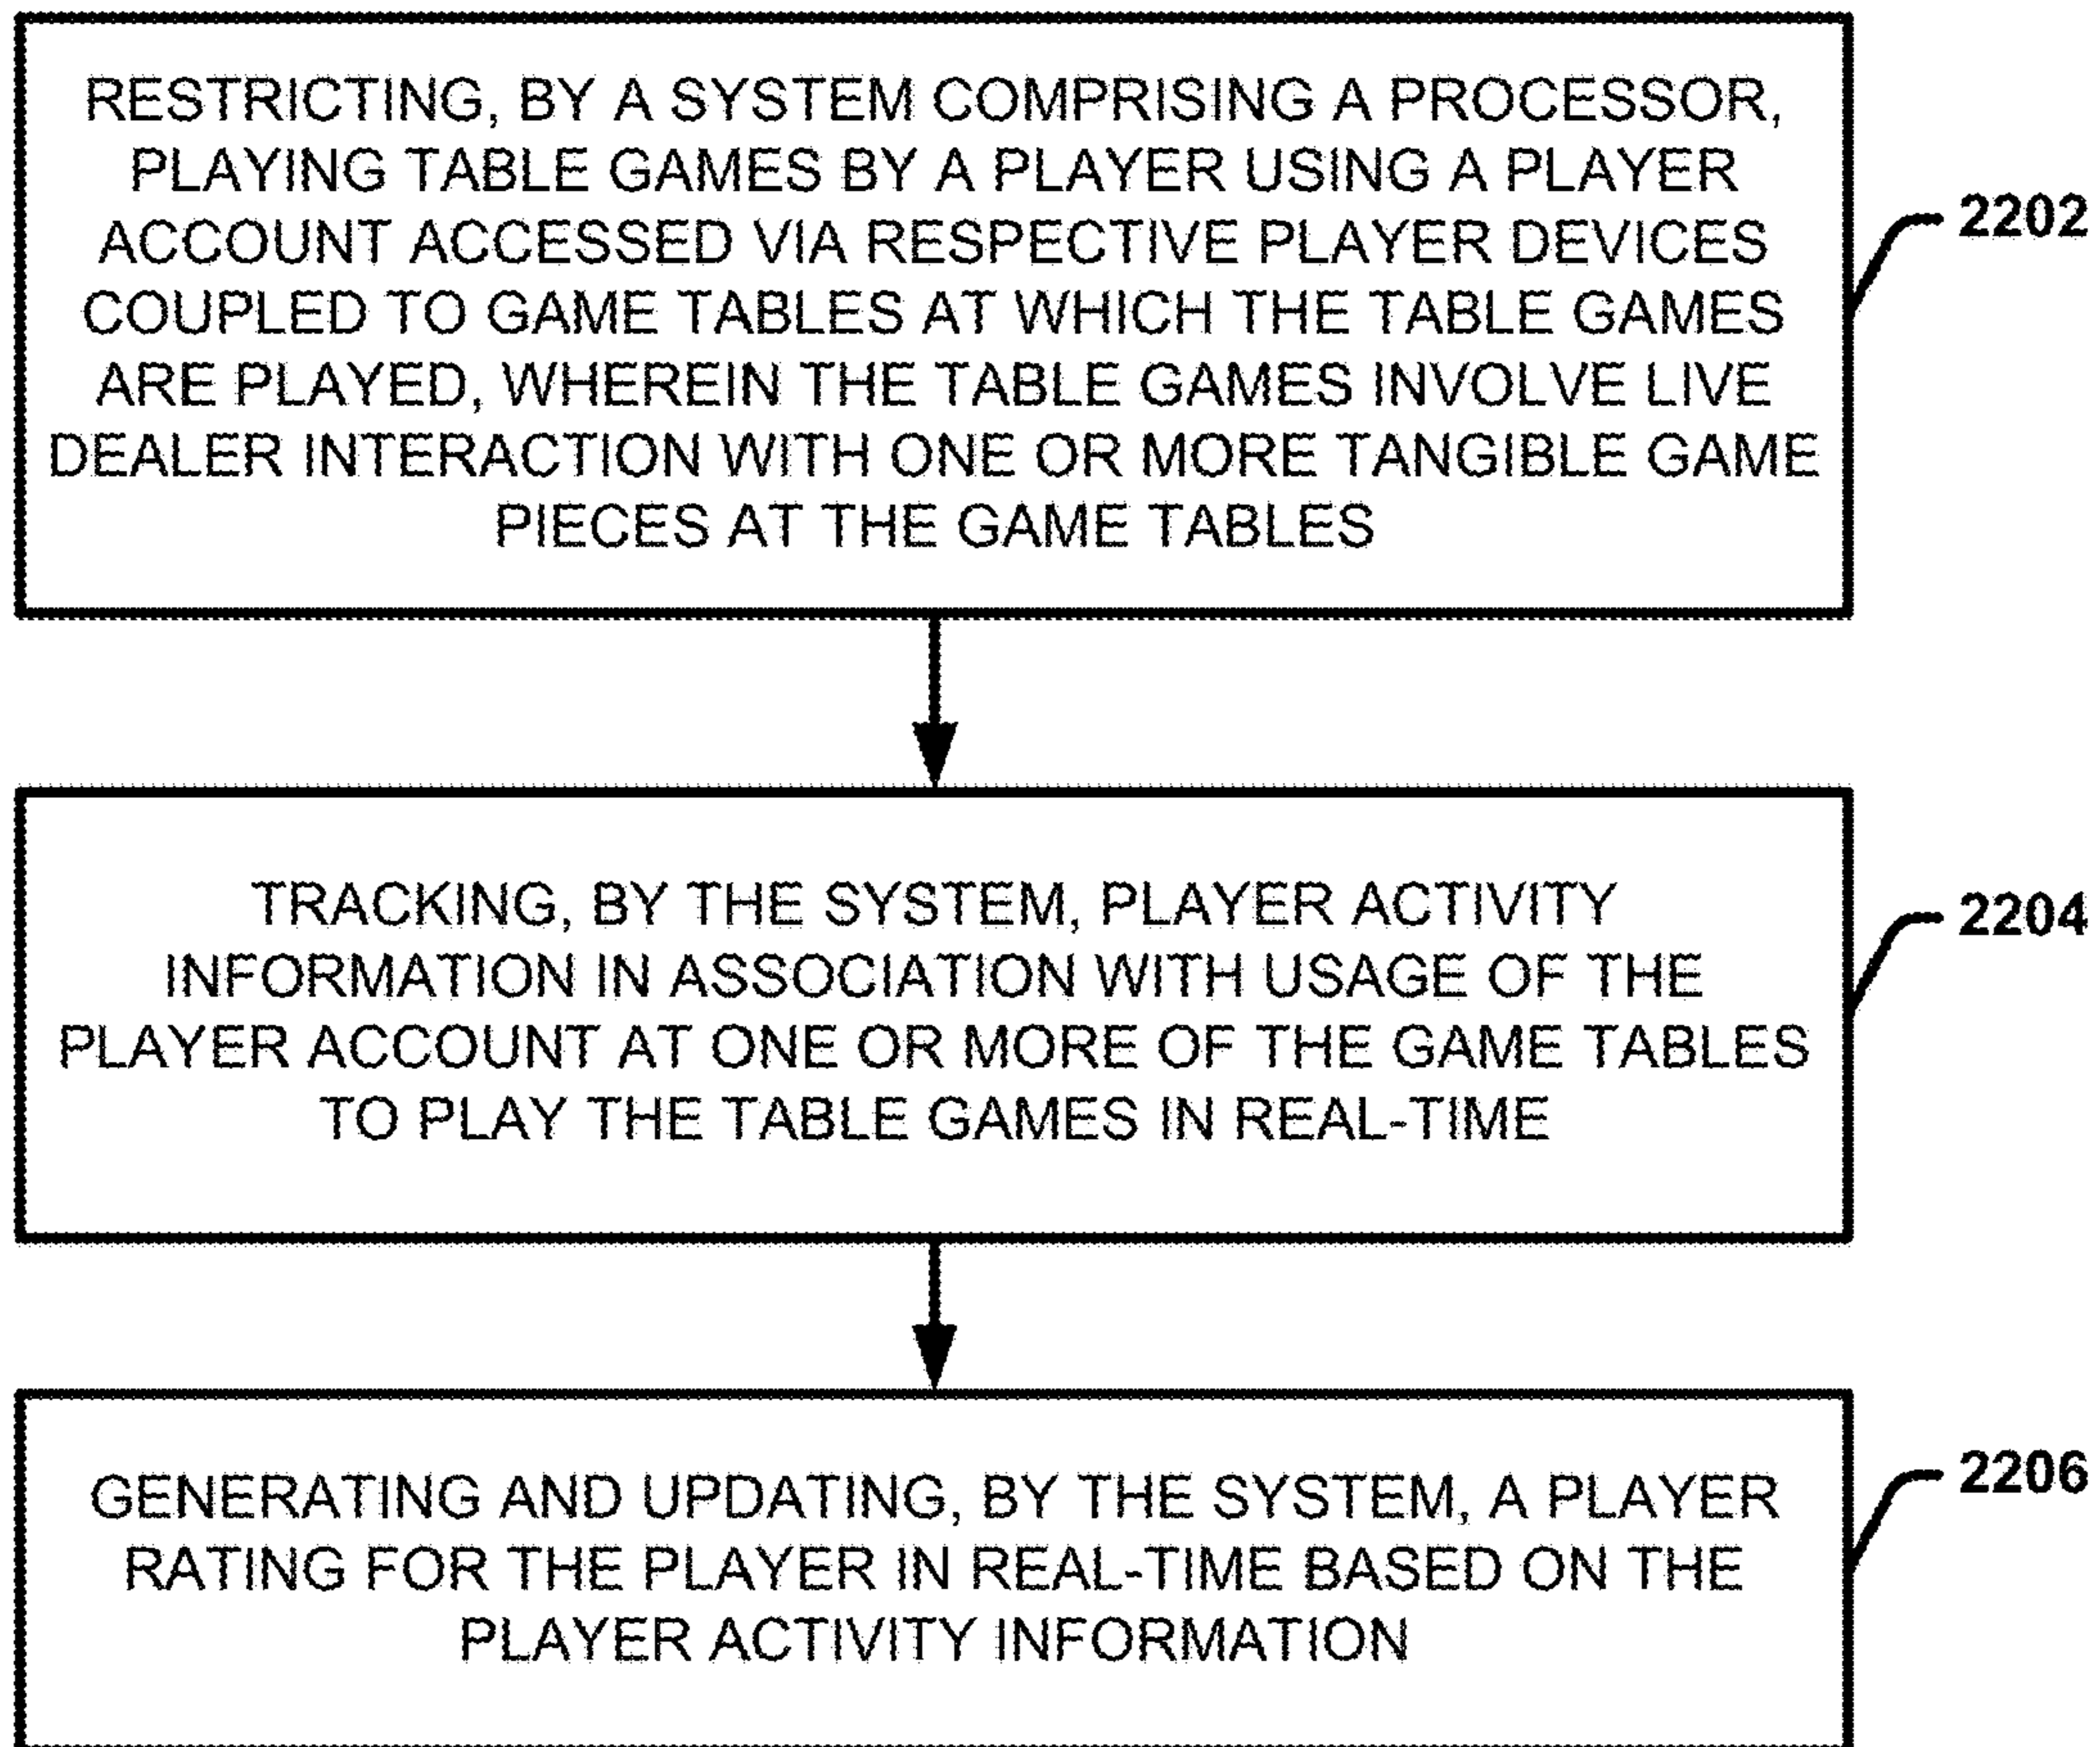 RESTRICTING, BY A SYSTEM COMPRISING A PROCESSOR,
PLAYING TABLE GAMES BY A PLAYER USING A PLAYER
ACCOUNT ACCESSED VIA RESPECTIVE PLAYER DEVICES
COUPLED TO GAME TABLES AT WHICH THE TABLE GAMES
ARE PLAYED, WHEREIN THE TABLE GAMES INVOLVE LIVE
DEALER INTERACTION WITH ONE OR MORE TANGIBLE GAME
PIECES AT THE GAME TABLES
2202
TRACKING, BY THE SYSTEM, PLAYER ACTIVITY
INFORMATION IN ASSOCIATION WITH USAGE OF THE
PLAYER ACCOUNT AT ONE OR MORE OF THE GAME TABLES
TO PLAY THE TABLE GAMES IN REAL-TIME
2204
GENERATING AND UPDATING, BY THE SYSTEM, A PLAYER
RATING FOR THE PLAYER IN REAL-TIME BASED ON THE
PLAYER ACTIVITY INFORMATION
2206